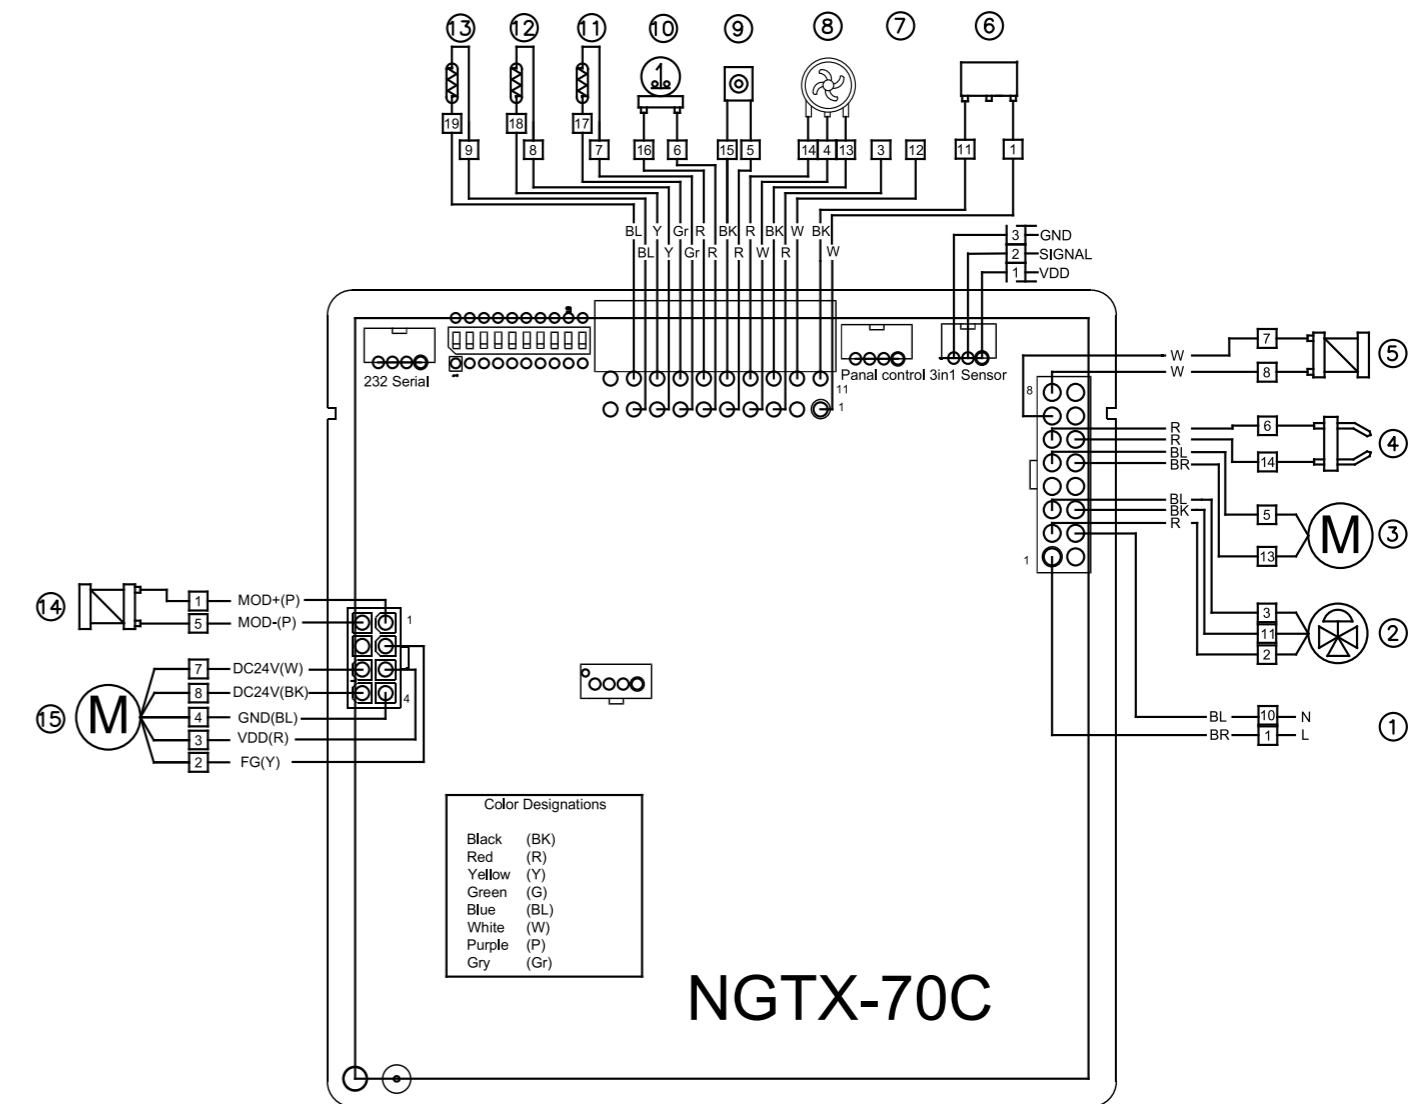 13 12 11 10 9 8 7 6
1
19 18 17
9 8 7 16 6 15 5 14 4 13 3 12 11 1
BL Y Gr R BK R BK W BK
BL Y Gr R R W R W
3 GND
2 SIGNAL
1 VDD
232 Serial
Panal control 3in1 Sensor
11
1
8
1
W 7
W 8
5
R 6
R 14
4
BL 5
BR 13
M 3
BL 3
BK 11
R 2
2
BL 10 N
BR 1 L
1
14
1 MOD+(P)
5 MOD-(P)
1
4
15
M
7 DC24V(W)
8 DC24V(BK)
4 GND(BL)
3 VDD(R)
2 FG(Y)
Color Designations
Black (BK)
Red (R)
Yellow (Y)
Green (G)
Blue (BL)
White (W)
Purple (P)
Gry (Gr)
NGTX-70C